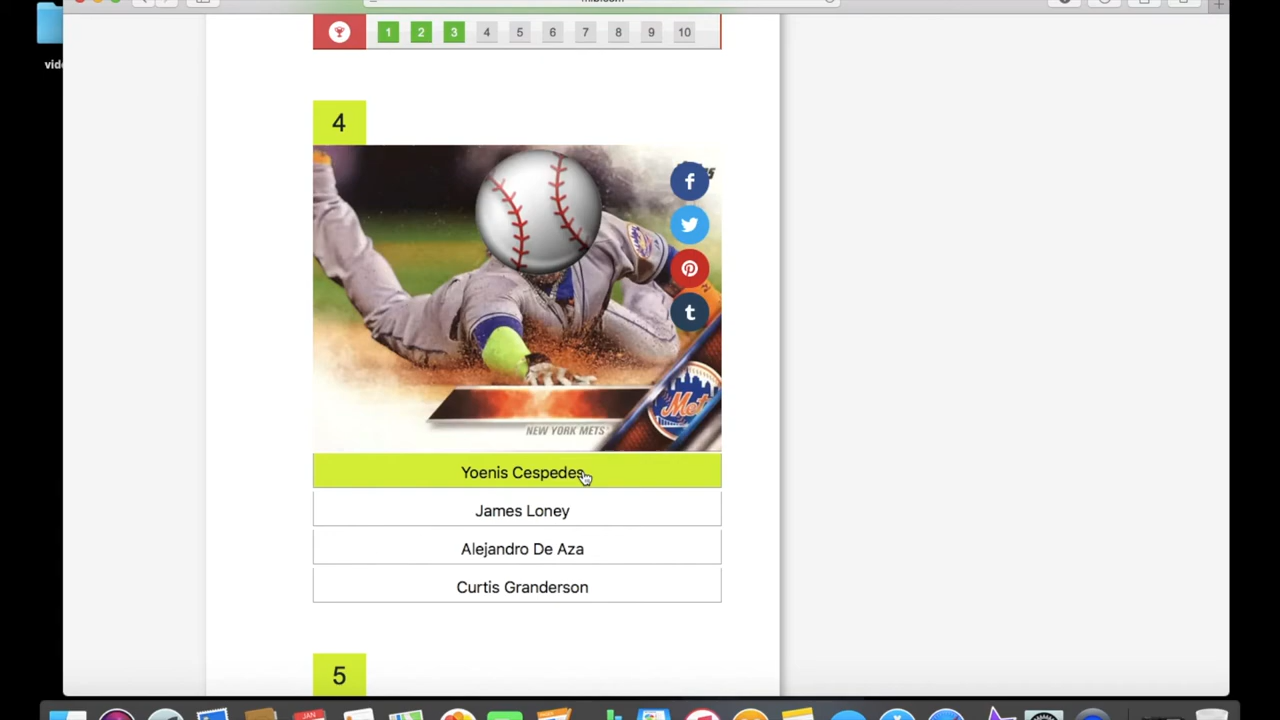 1 2 3 4 5 6 7 8 9 10
4
f
t
NEW YORK METS
Mets
Yoenis Cespedes
James Loney
Alejandro De Aza
Curtis Granderson
5
JAN